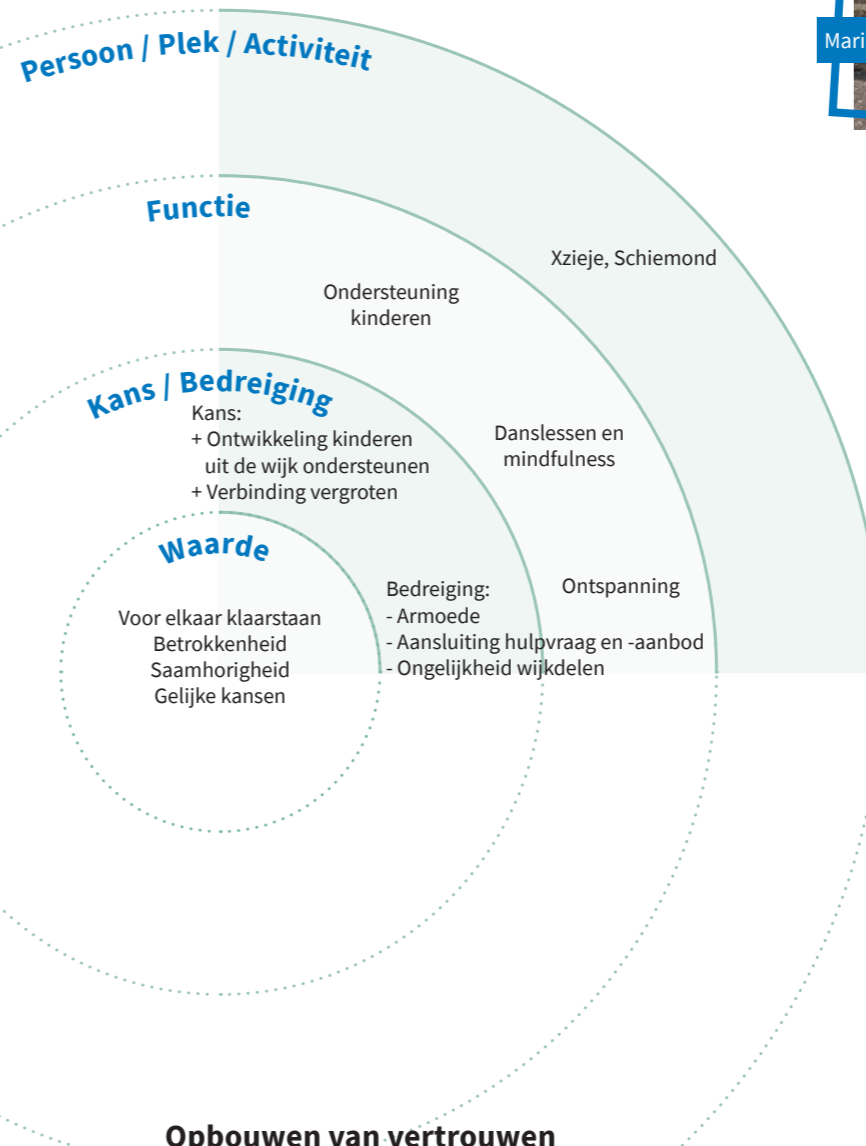 Persoon / Plek / Activiteit
Mari
Functie
Xzieje, Schiemond
Ondersteuning
kinderen
Kans / Bedreiging
Kans:
+ Ontwikkeling kinderen
uit de wijk ondersteunen
+ Verbinding vergroten
Danslessen en
mindfulness
Waarde
Voor elkaar klaarstaan
Betrokkenheid
Saamhorigheid
Gelijke kansen
Bedreiging:
- Armoede
- Aansluiting hulpvraag en -aanbod
- Ongelijkheid wijkdelen
Ontspanning
Opbouwen van vertrouwen